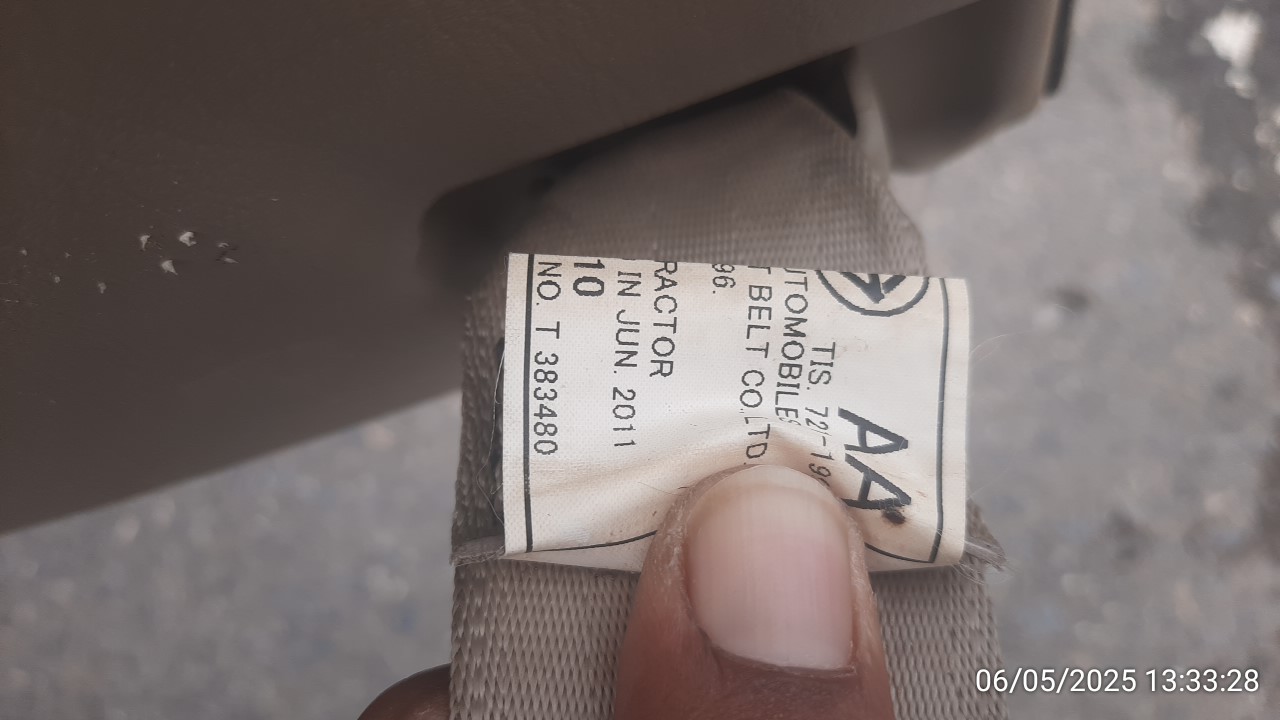 AA
TIS. 72-19
UTOMOBILES
T BELT CO.,LTD.
96.
RACTOR
IN JUN. 2011
10
NO. T 383480
06/05/2025 13:33:28